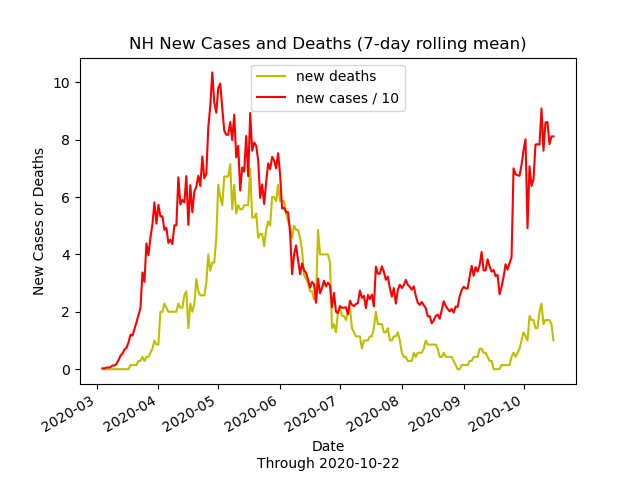 NH New Cases and Deaths (7-day rolling mean)
new deaths
new cases / 10
New Cases or Deaths
10
8
6
4
2
0
2020-03
2020-04
2020-05
2020-06
2020-07
2020-08
2020-09
2020-10
Date
Through 2020-10-22